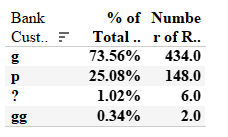 Bank % of Numbe
Cust.. Total .. r of R..
g 73.56% 434.0
p 25.08% 148.0
? 1.02% 6.0
gg 0.34% 2.0